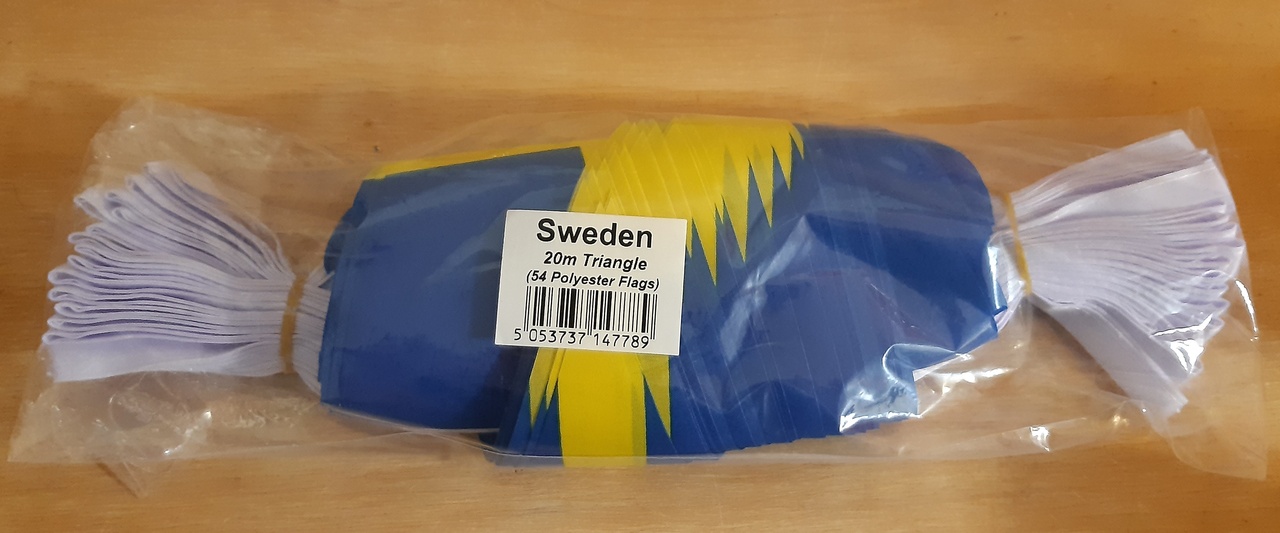 Sweden
20m Triangle
(54 Polyester Flags)
5 053737 147789